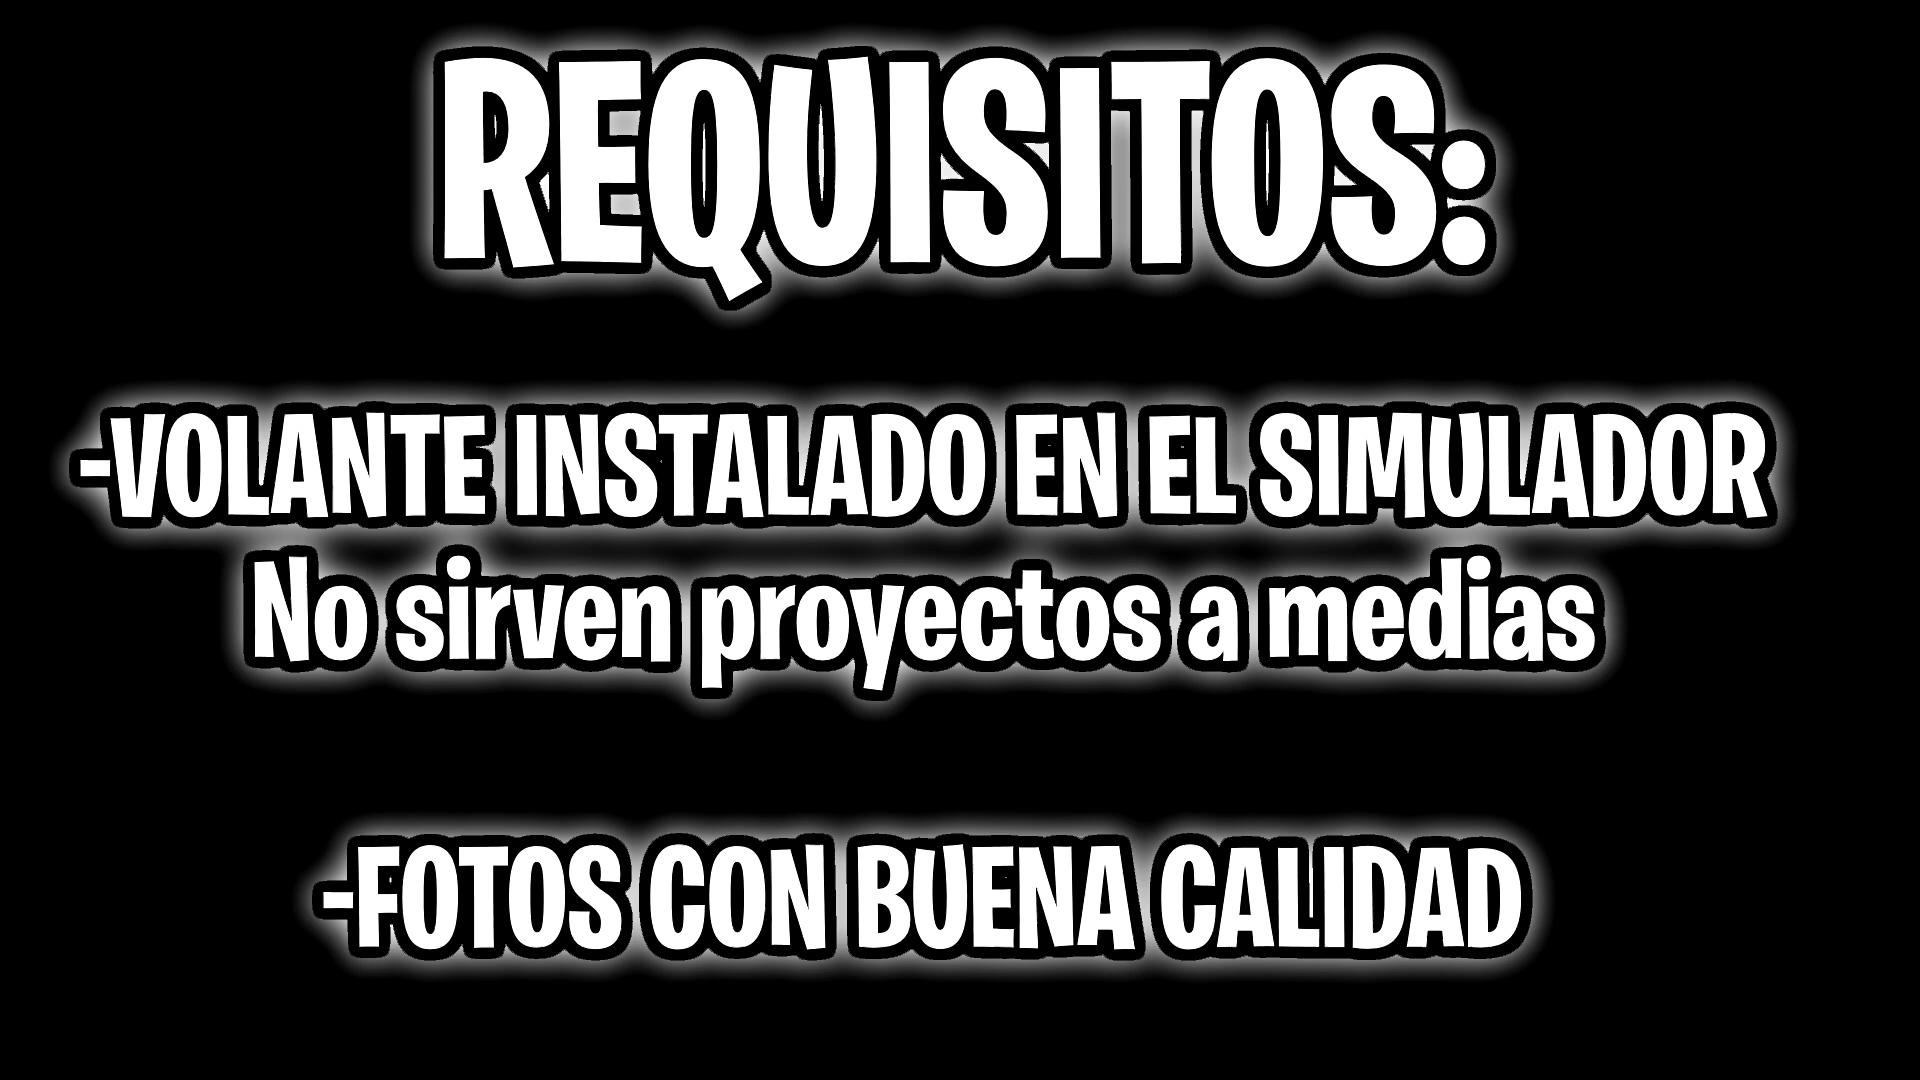 REQUISITOS:
-VOLANTE INSTALADO EN EL SIMULADOR
No sirven proyectos a medias
-FOTOS CON BUENA CALIDAD